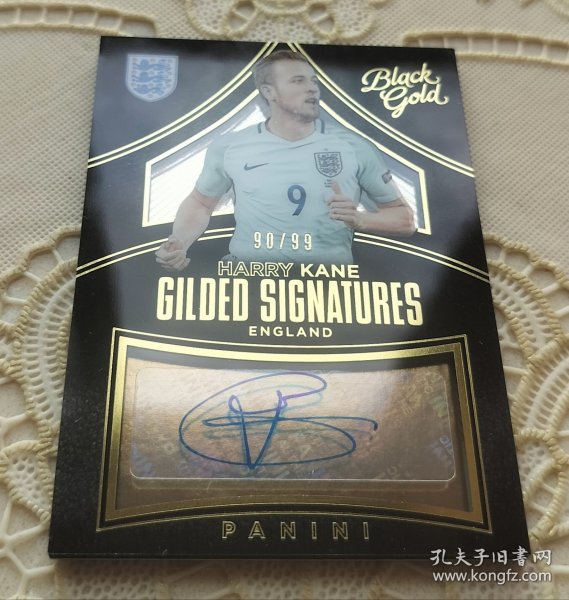 Black
Gold
9
90/99
HARRY KANE
GILDED SIGNATURES
ENGLAND
PANINI
孔夫子旧书网
www.kongfz.com